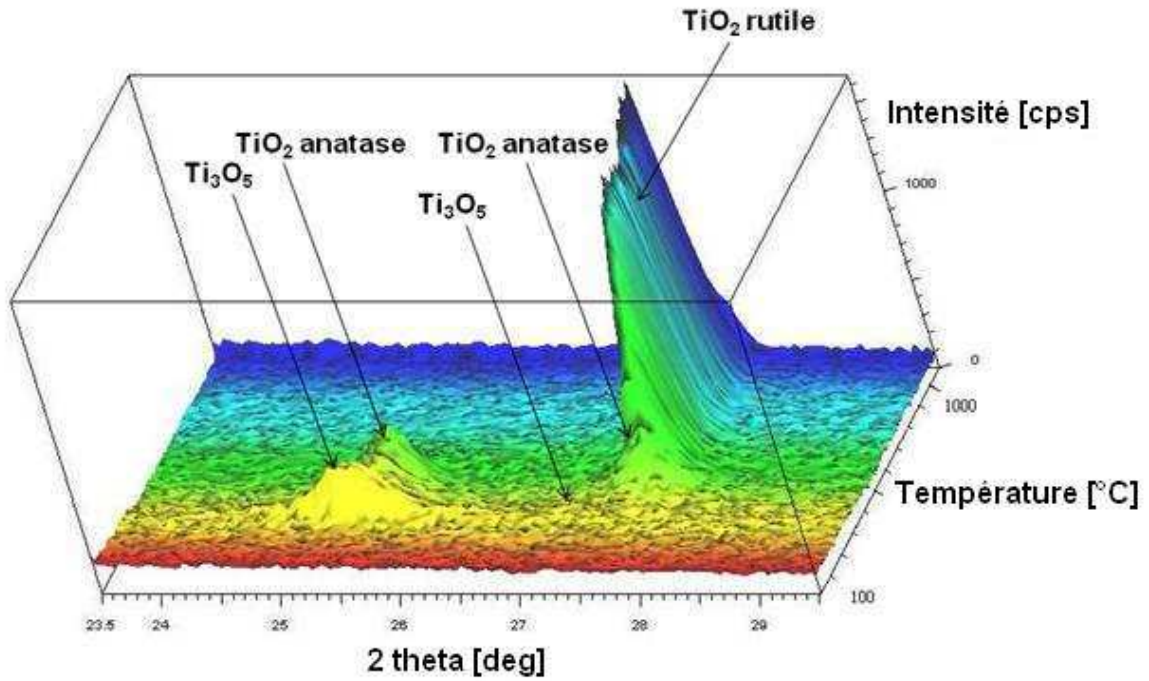 TiO2 rutile
Intensité [cps]
TiO2 anatase
TiO2 anatase
Ti3O5
Ti3O5
1000
0
1000
Température [°C]
100
23.5 24 25 26 27 28 29
2 theta [deg]